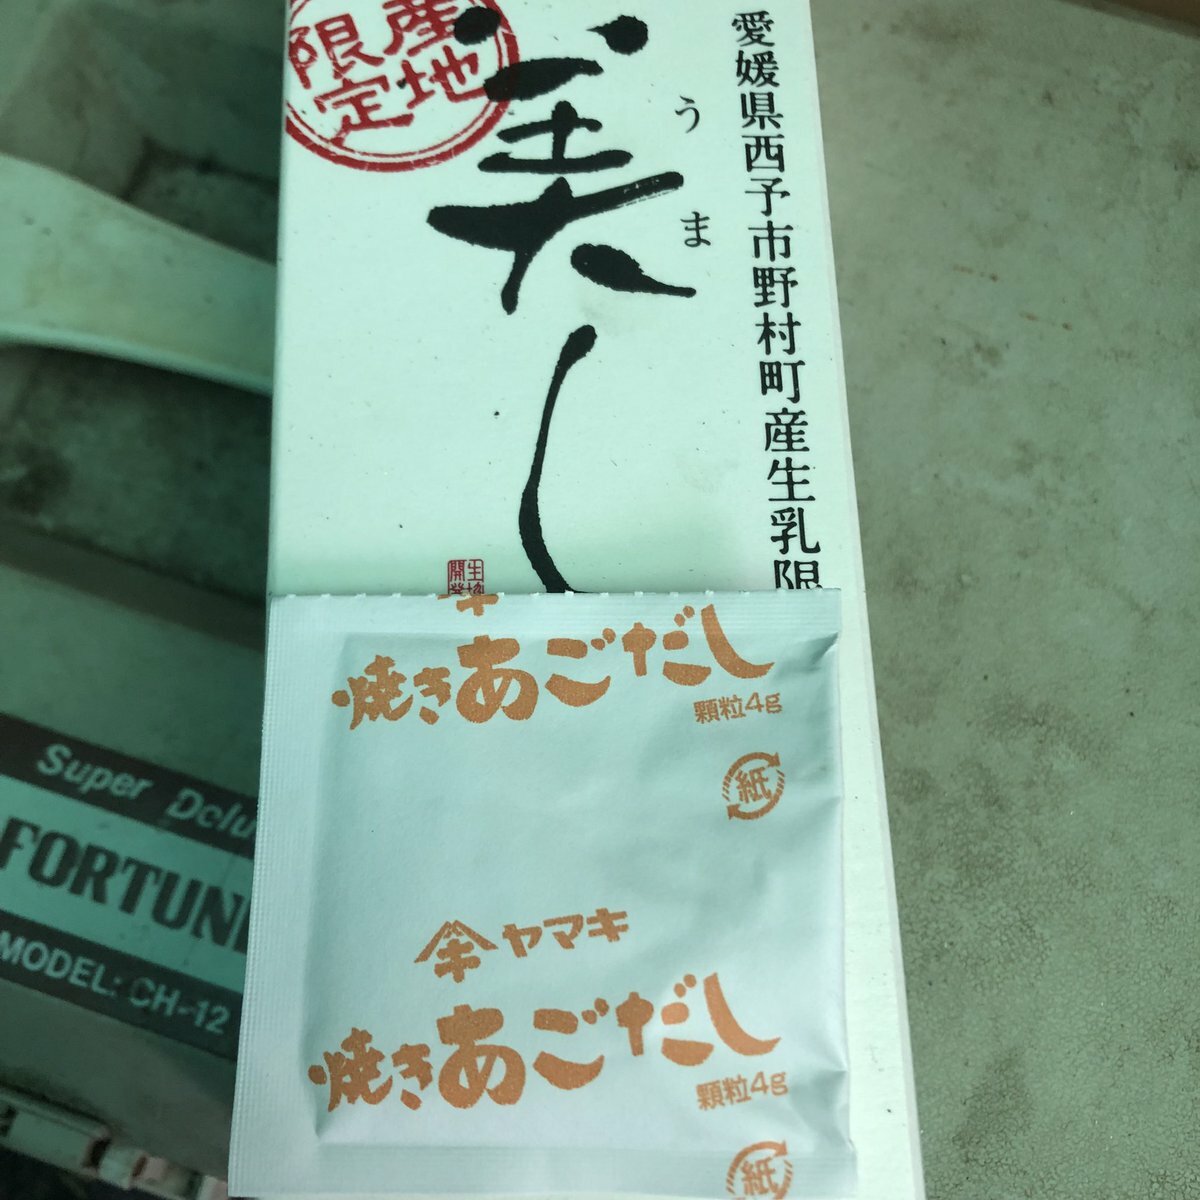 産地
限定
美し
うま
愛媛県西予市野村町産生乳限
焼きあごだし
顆粒4g
紙
ヤマキ
焼きあごだし
顆粒4g
紙
Super Delu
FORTUN
MODEL: CH-12